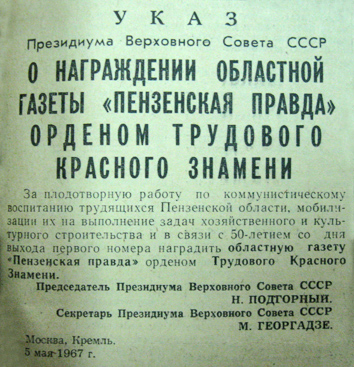 УКАЗ
Президиума Верховного Совета СССР
О НАГРАЖДЕНИИ ОБЛАСТНОЙ
ГАЗЕТЫ «ПЕНЗЕНСКАЯ ПРАВДА»
ОРДЕНОМ ТРУДОВОГО
КРАСНОГО ЗНАМЕНИ
За плодотворную работу по коммунистическому
воспитанию трудящихся Пензенской области, мобили-
зации их на выполнение задач хозяйственного и куль-
турного строительства и в связи с 50-летием со дня
выхода первого номера наградить областную газету
«Пензенская правда» орденом Трудового Красного
Знамени.
Председатель Президиума Верховного Совета СССР
Н. ПОДГОРНЫЙ.
Секретарь Президиума Верховного Совета СССР
М. ГЕОРГАДЗЕ.
Москва, Кремль.
5 мая 1967 г.